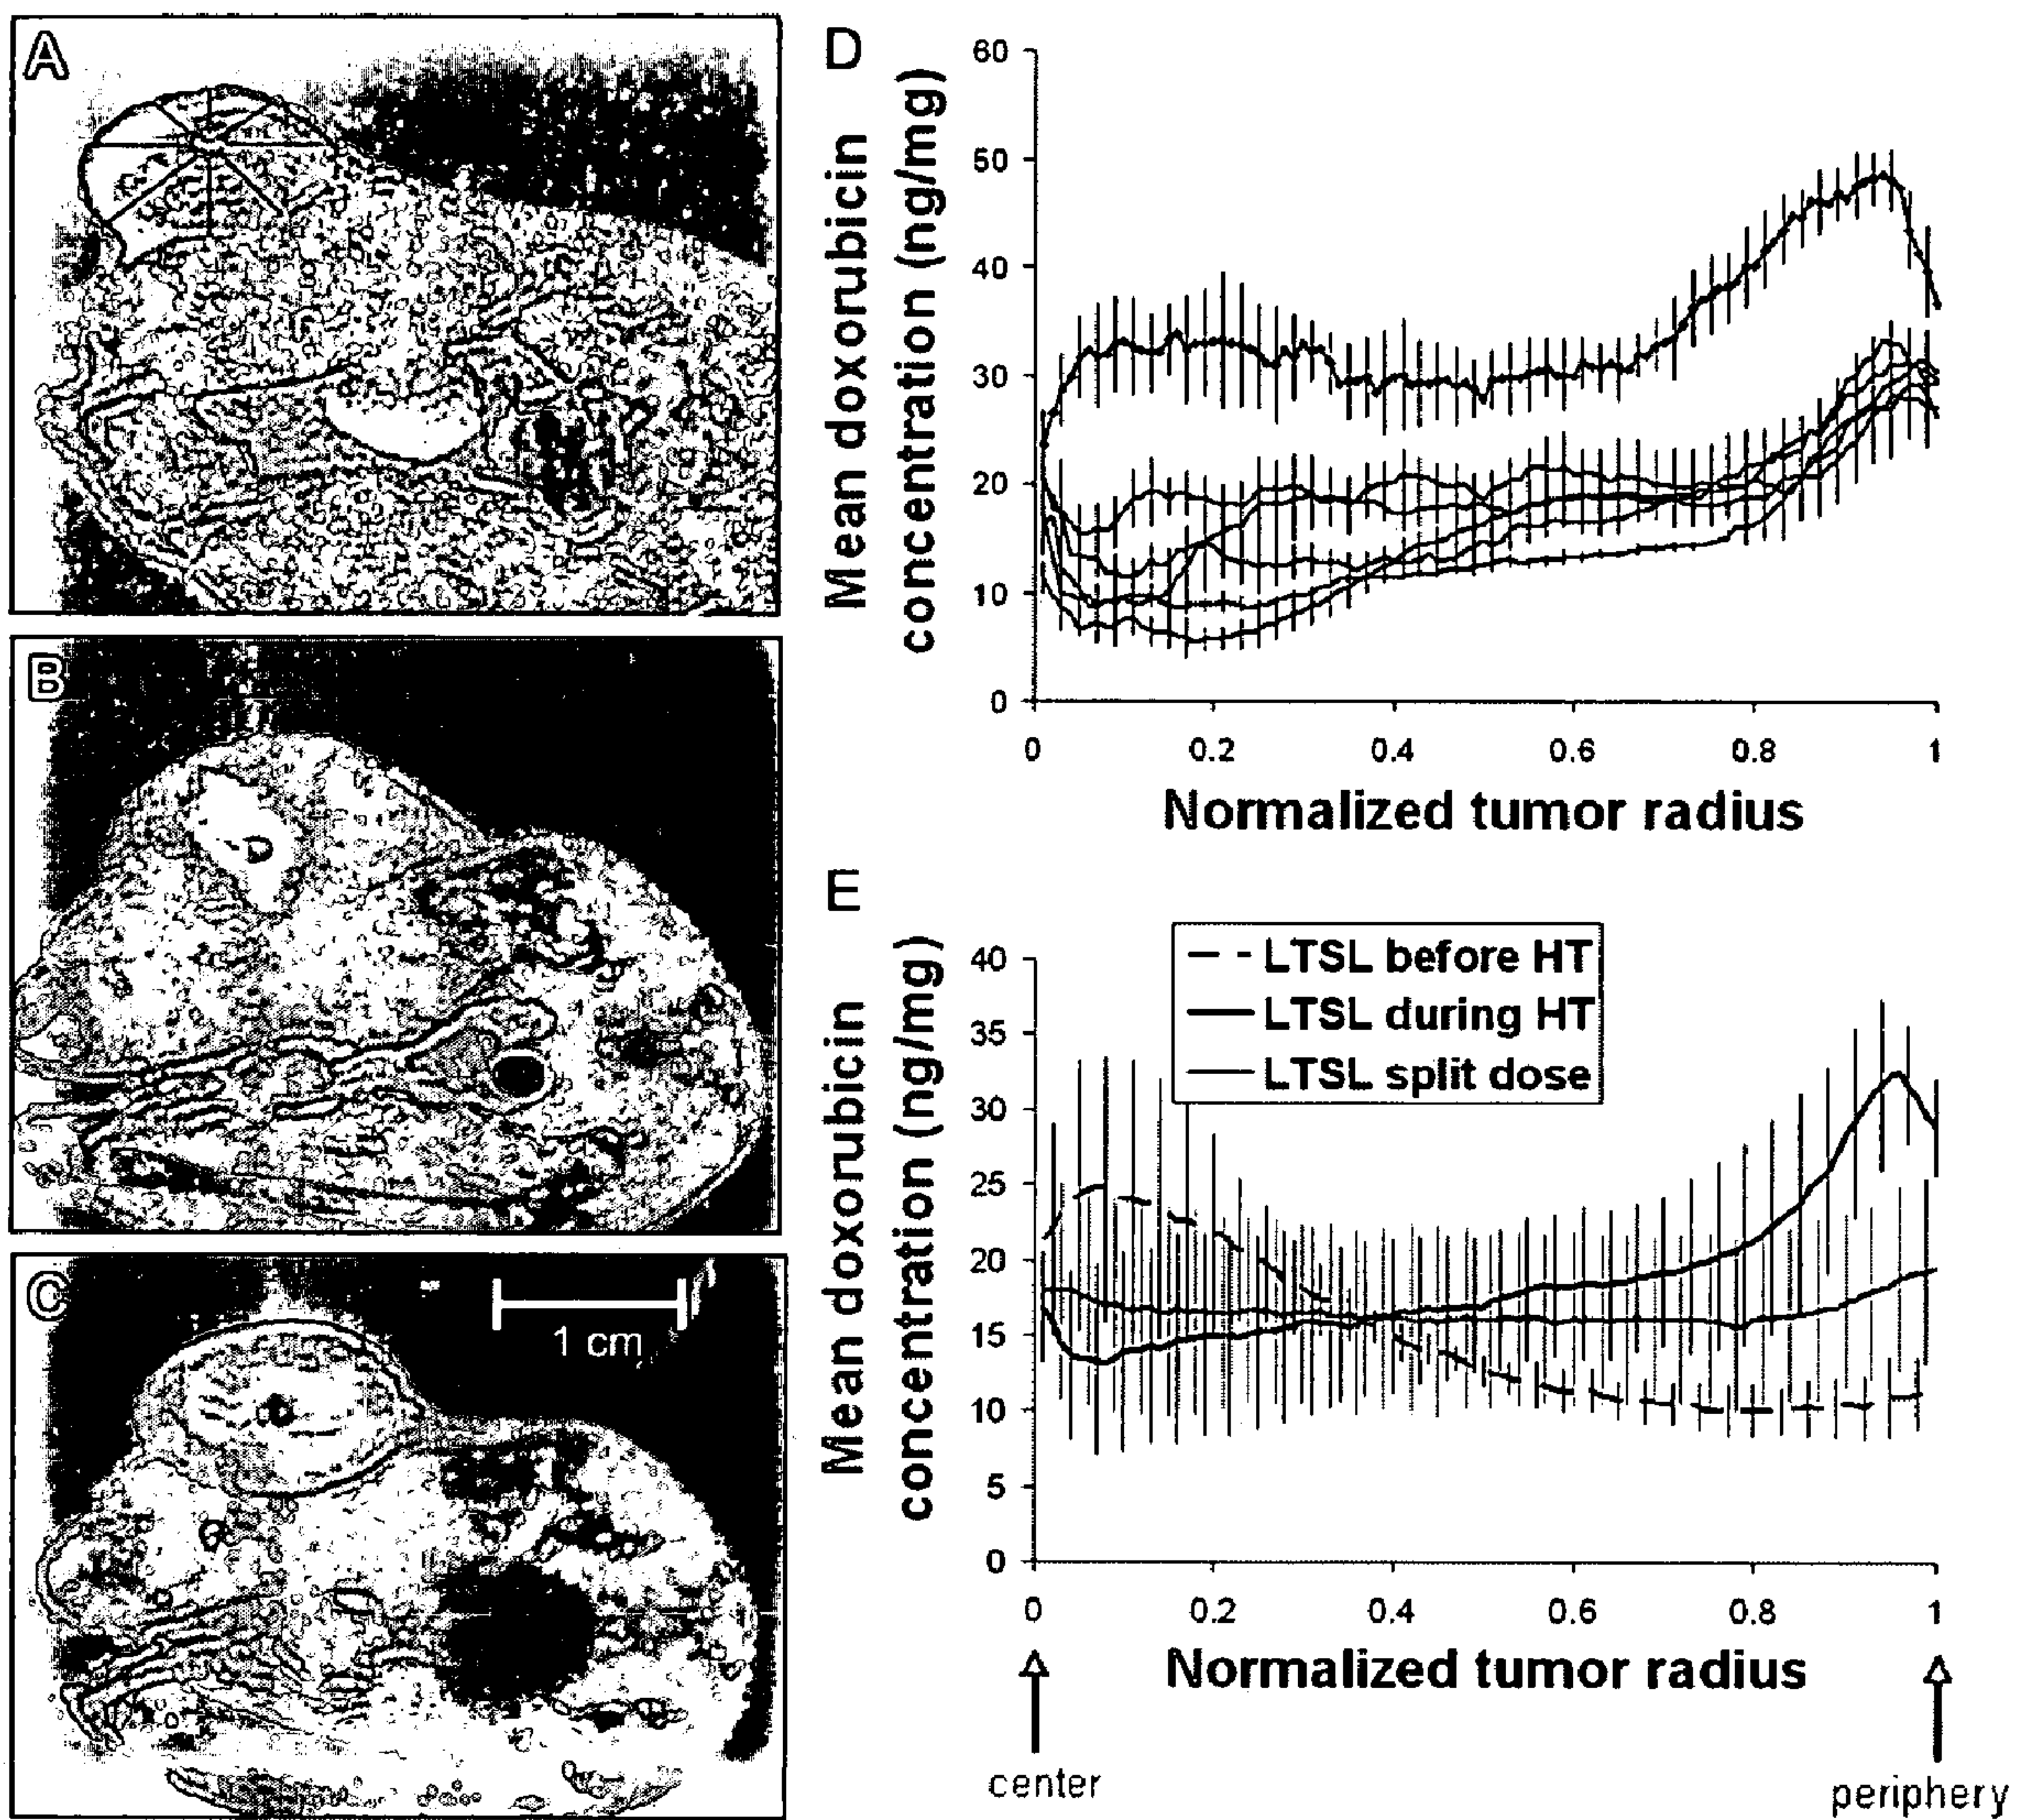 A
B
C
1 cm
D
Mean doxorubicin
concentration (ng/mg)
60
50
40
30
20
10
0
0 0.2 0.4 0.6 0.8 1
Normalized tumor radius
E
LTSL before HT
LTSL during HT
LTSL split dose
Mean doxorubicin
concentration (ng/mg)
40
35
30
25
20
15
10
5
0
0 0.2 0.4 0.6 0.8 1
Normalized tumor radius
center
periphery